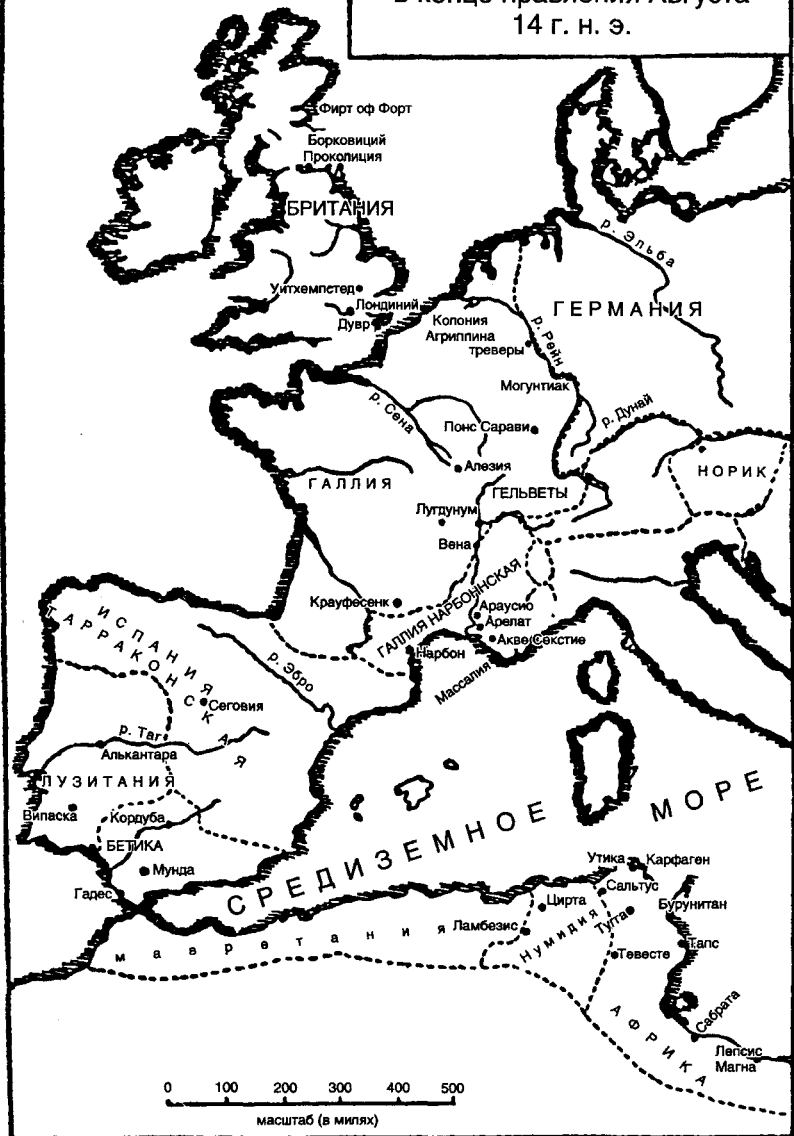 14 г. н. э.
Фирт оф Форт
Борковиций
Проколиция
БРИТАНИЯ
р. Эльба
Уитхемпстед
Лондиний
Дувр
ГЕРМАНИЯ
Колония
Агриппина
треверы
р. Рейн
Могунтиак
р. Сена
Понс Сарави
р. Дунай
Алезия
ГАЛЛИЯ
ГЕЛЬВЕТЫ
НОРИК
Лугдунум
Вена
Крауфесенк
ГАЛЛИЯ НАРБОННСКАЯ
Араусио
Арелат
Акве Секстие
Нарбон
Массалия
ИСПАНИЯ
ТАРРАКОНСКАЯ
р. Эбро
Сеговия
р. Таг
Алькантара
ЛУЗИТАНИЯ
Випаска
Кордуба
БЕТИКА
Мунда
Гадес
СРЕДИЗЕМНОЕ МОРЕ
Утика
Карфаген
Сальтус
Бурунитан
Цирта
Тугга
Ламбезис
Нумидия
мавретания
Тевесте
Тапс
АФРИКА
Сабрата
Лепсис
Магна
0 100 200 300 400 500
масштаб (в милях)